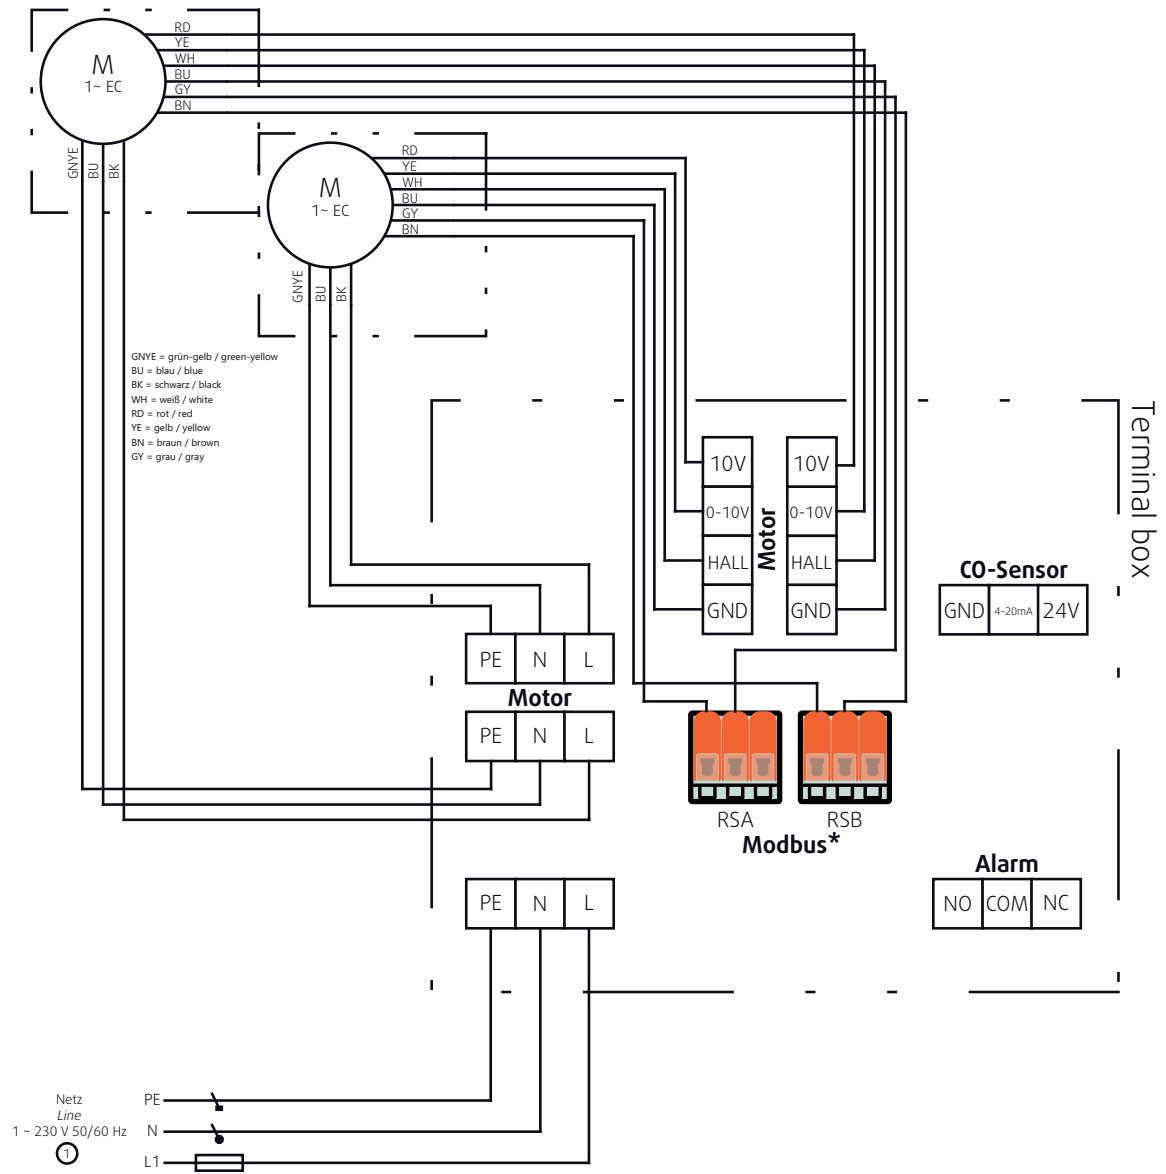 RD
YE
WH
BU
GY
BN
M
1~ EC
GNYE
BU
BK
RD
YE
WH
BU
GY
BN
M
1~ EC
GNYE
BU
BK
GNYE = grün-gelb / green-yellow
BU = blau / blue
BK = schwarz / black
WH = weiß / white
RD = rot / red
YE = gelb / yellow
BN = braun / brown
GY = grau / gray
Terminal box
10V
0-10V
HALL
GND
Motor
10V
0-10V
HALL
GND
CO-Sensor
GND 4-20mA 24V
PE N L
Motor
PE N L
RSA RSB
Modbus*
Alarm
NO COM NC
PE N L
Netz
Line
1 ~ 230 V 50/60 Hz
1
PE
N
L1